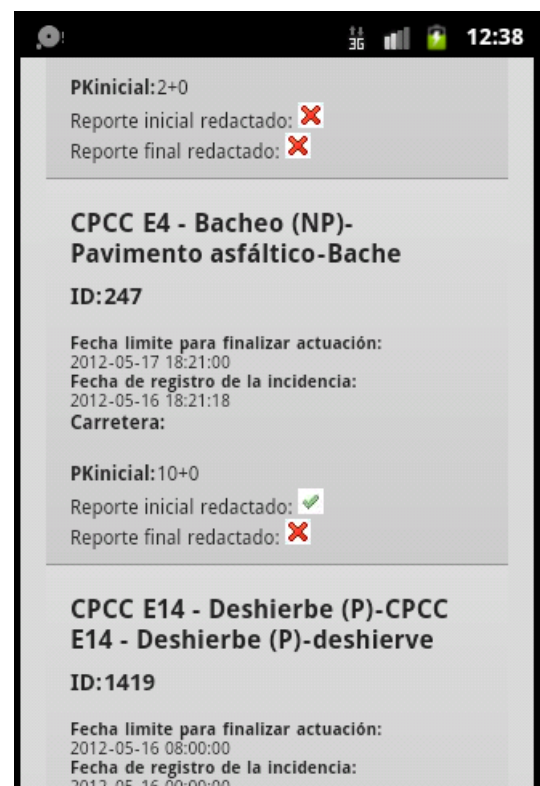 3G 12:38
PKinicial:2+0
Reporte inicial redactado:
Reporte final redactado:
CPCC E4 - Bacheo (NP)-
Pavimento asfáltico-Bache
ID:247
Fecha limite para finalizar actuación:
2012-05-17 18:21:00
Fecha de registro de la incidencia:
2012-05-16 18:21:18
Carretera:
PKinicial:10+0
Reporte inicial redactado:
Reporte final redactado:
CPCC E14 - Deshierbe (P)-CPCC
E14 - Deshierbe (P)-deshierve
ID:1419
Fecha limite para finalizar actuación:
2012-05-16 08:00:00
Fecha de registro de la incidencia: